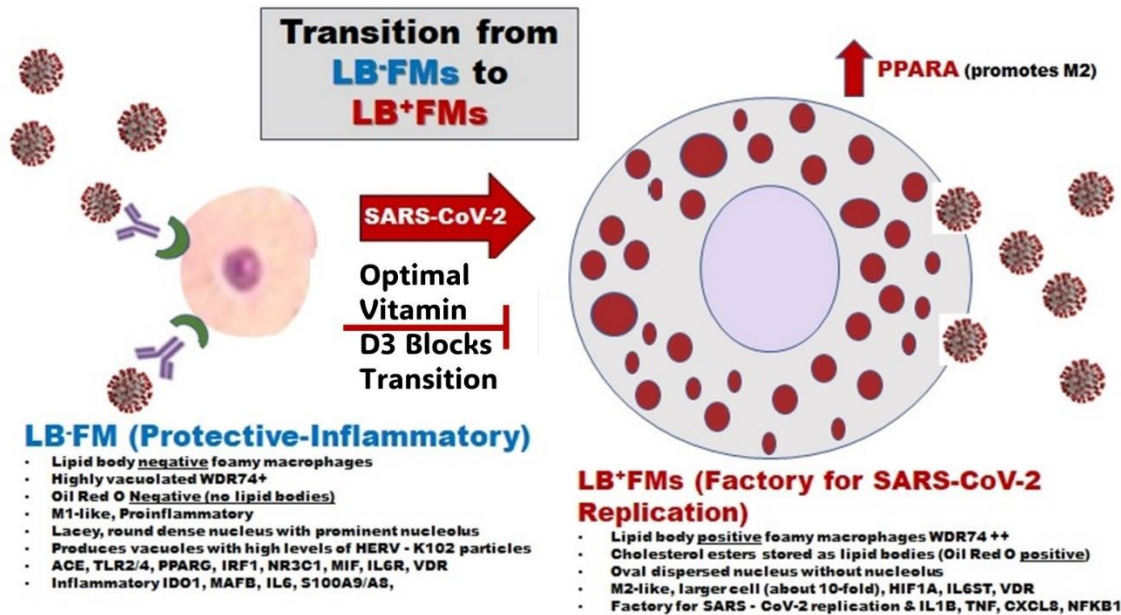 Transition from
LB-FMs to
LB+FMs
PPARA (promotes M2)
SARS-CoV-2
Optimal
Vitamin
D3 Blocks
Transition
LB-FM (Protective-Inflammatory)
• Lipid body negative foamy macrophages
• Highly vacuolated WDR74+
• Oil Red O Negative (no lipid bodies)
• M1-like, Proinflammatory
• Lacey, round dense nucleus with prominent nucleolus
• Produces vacuoles with high levels of HERV - K102 particles
• ACE, TLR2/4, PPARG, IRF1, NR3C1, MIF, IL6R, VDR
• Inflammatory IDO1, MAFB, IL6, S100A9/A8,
LB+FMs (Factory for SARS-CoV-2
Replication)
• Lipid body positive foamy macrophages WDR74 ++
• Cholesterol esters stored as lipid bodies (Oil Red O positive)
• Oval dispersed nucleus without nucleolus
• M2-like, larger cell (about 10-fold), HIF1A, IL6ST, VDR
• Factory for SARS - CoV-2 replication & IL1B, TNF, CXCL8, NFKB1